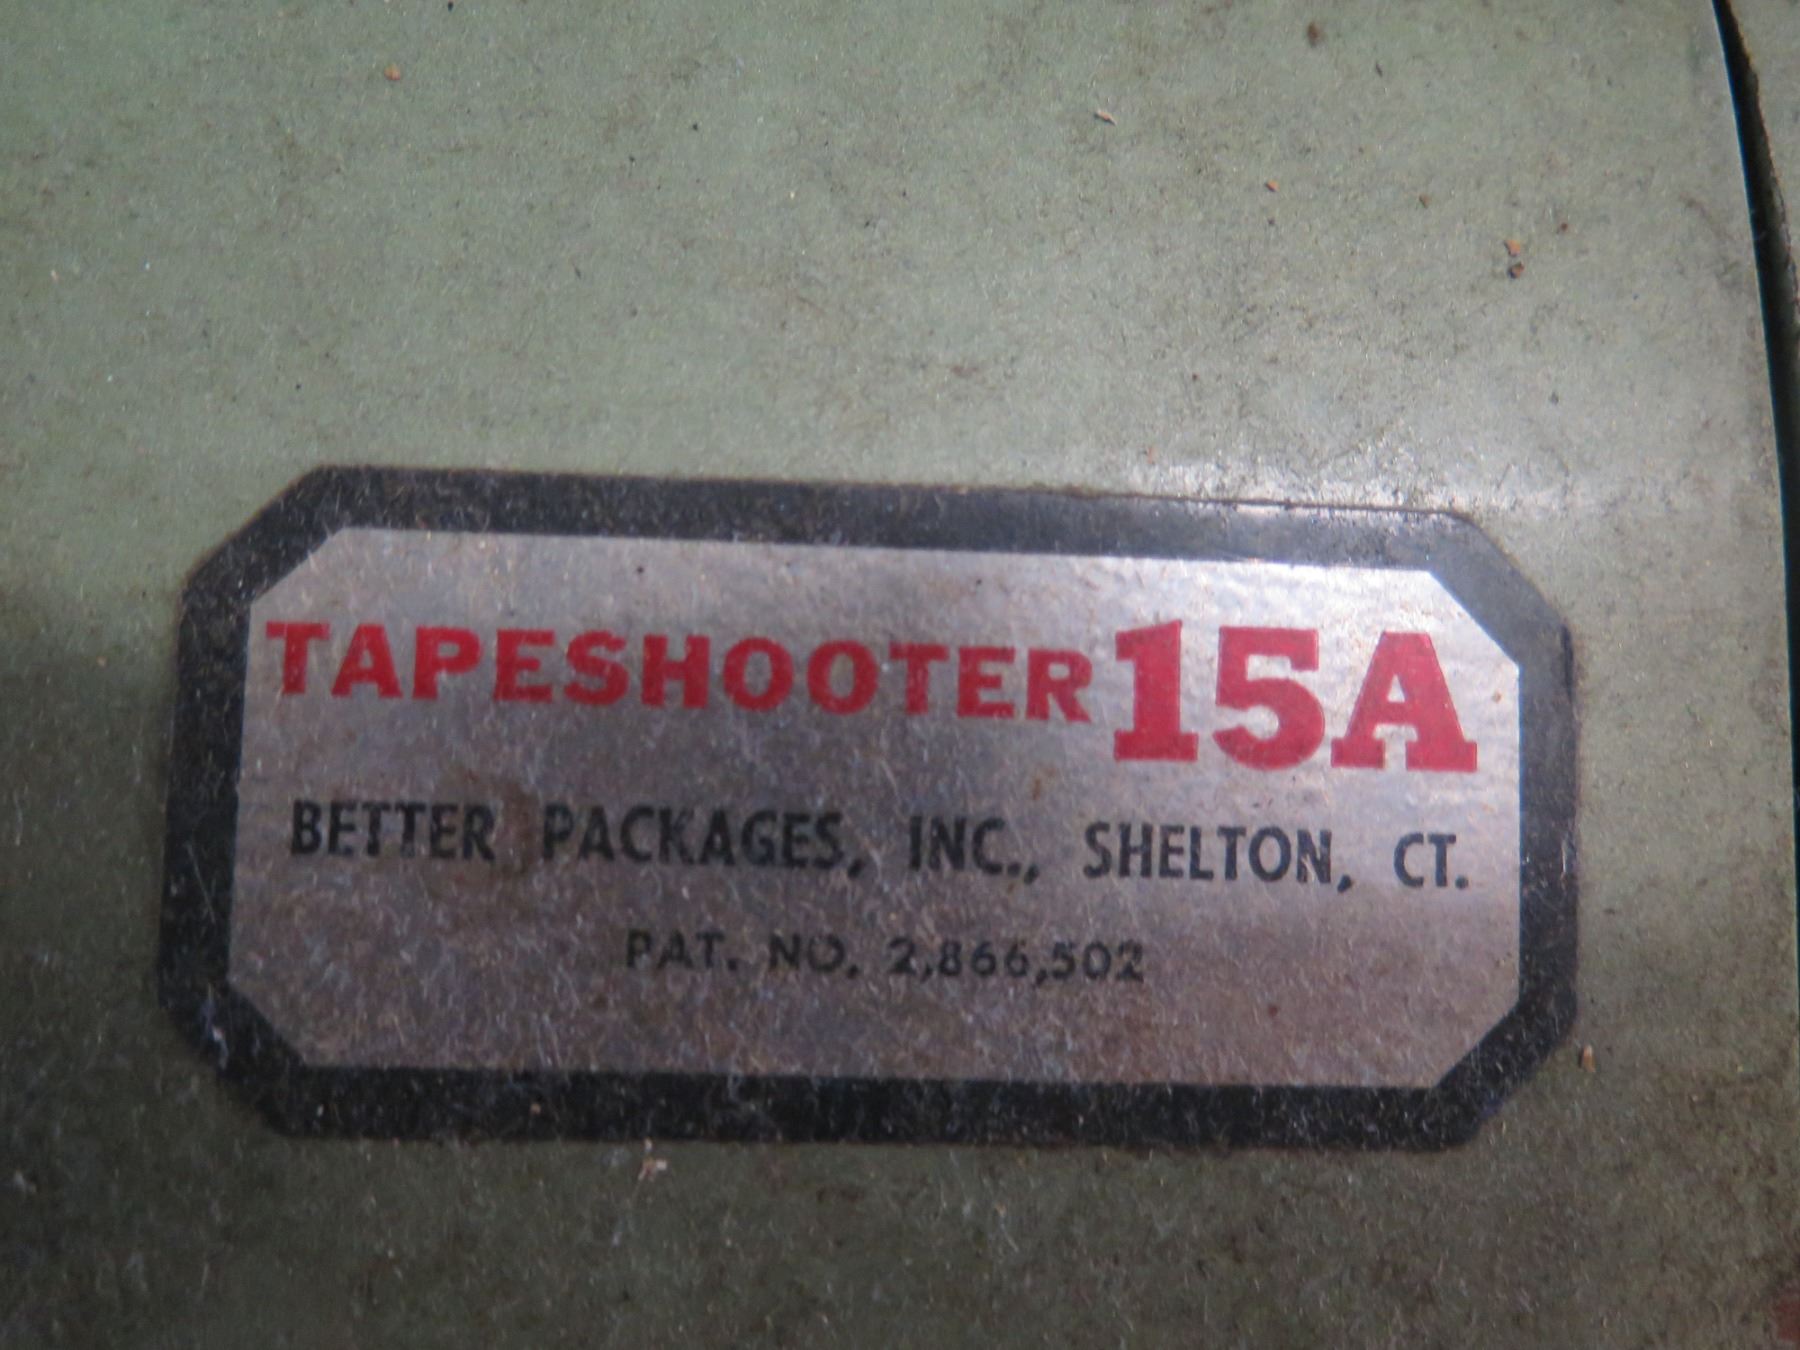 TAPESHOOTER 15A
BETTER PACKAGES, INC., SHELTON, CT.
PAT. NO. 2,866,502